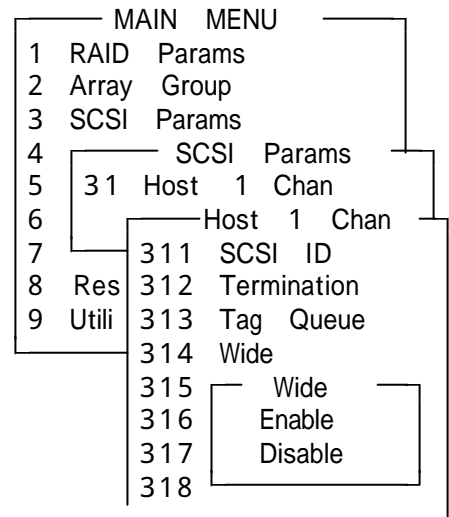 MAIN MENU
1 RAID Params
2 Array Group
3 SCSI Params
4 SCSI Params
5 31 Host 1 Chan
6 Host 1 Chan
7 311 SCSI ID
8 Res 312 Termination
9 Utili 313 Tag Queue
314 Wide
315 Wide
316 Enable
317 Disable
318